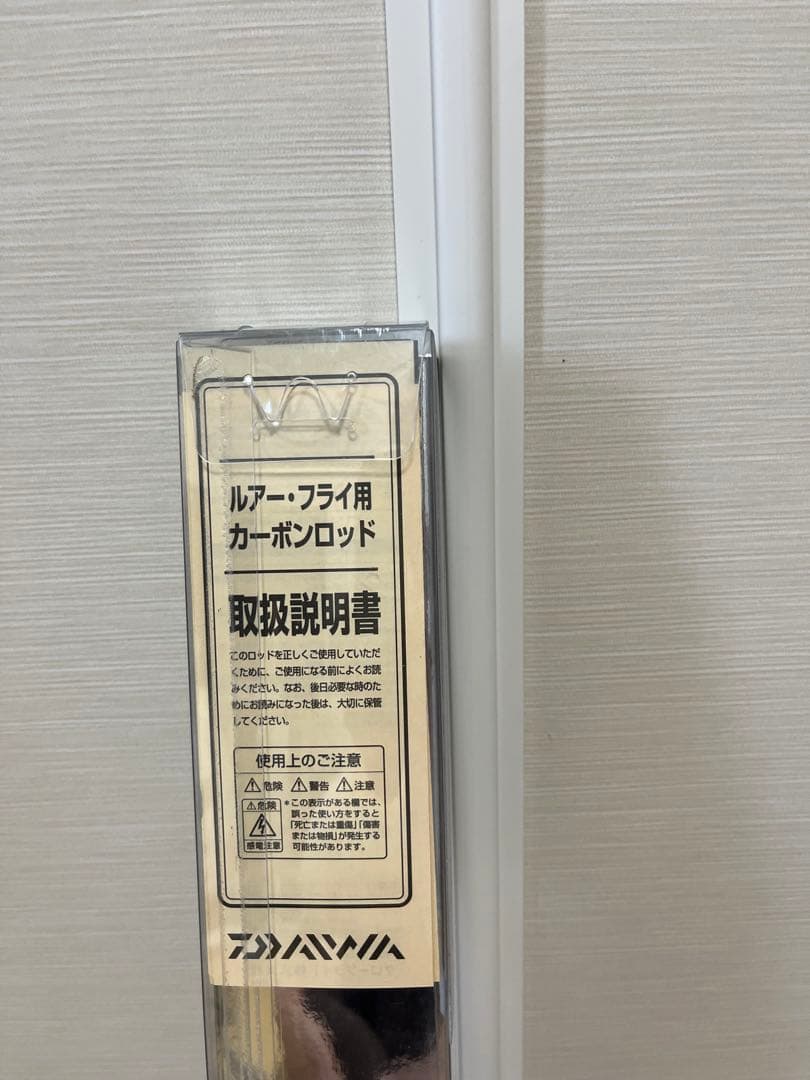 ルアー・フライ用
カーボンロッド
取扱説明書
このロッドを正しくご使用していただ
くために、ご使用になる前によくお読
みください。なお、後日必要な時のた
めにお読みになった後は、大切に保管
してください。
使用上のご注意
⚠危険 ⚠警告 ⚠注意
⚠危険
感電注意
*この表示がある欄では、
誤った使い方をすると
「死亡または重傷」「傷害
または物損」が発生する
可能性があります。
DAIWA